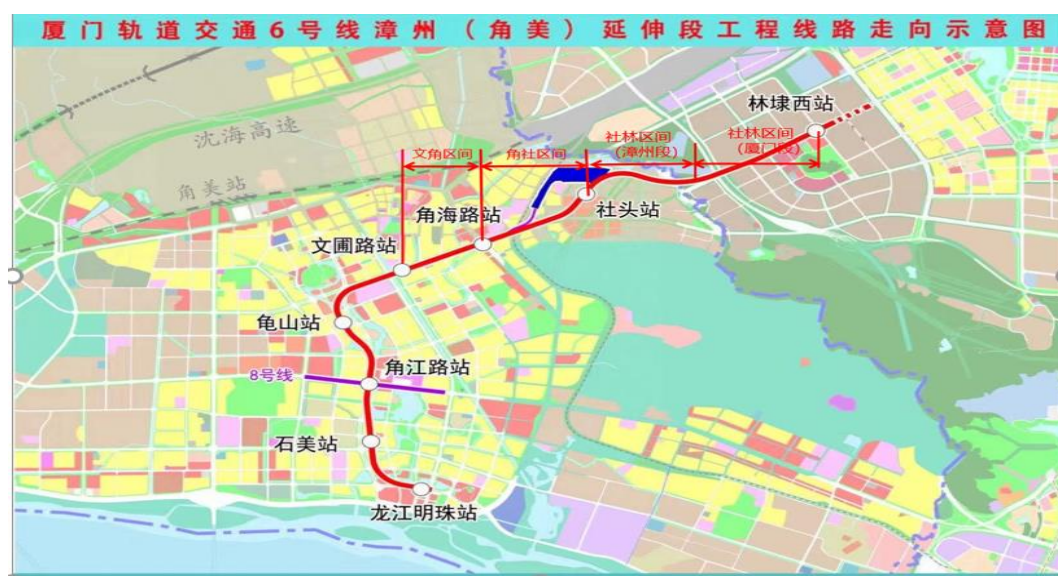 厦门轨道交通6号线漳州（角美）延伸段工程线路走向示意图
沈海高速
角美站
林埭西站
文角区间
角社区间
社林区间
（漳州段）
社林区间
（厦门段）
社头站
角海路站
文圃路站
龟山站
角江路站
8号线
石美站
龙江明珠站